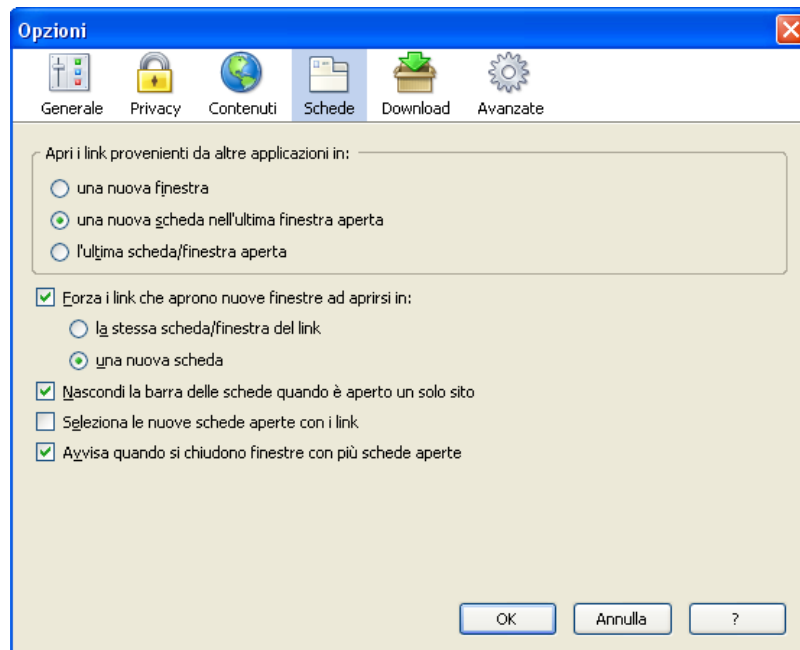 Opzioni
Generale Privacy Contenuti Schede Download Avanzate
Apri i link provenienti da altre applicazioni in:
una nuova finestra
una nuova scheda nell'ultima finestra aperta
l'ultima scheda/finestra aperta
Forza i link che aprono nuove finestre ad aprirsi in:
la stessa scheda/finestra del link
una nuova scheda
Nascondi la barra delle schede quando è aperto un solo sito
Seleziona le nuove schede aperte con i link
Avvisa quando si chiudono finestre con più schede aperte
OK Annulla ?